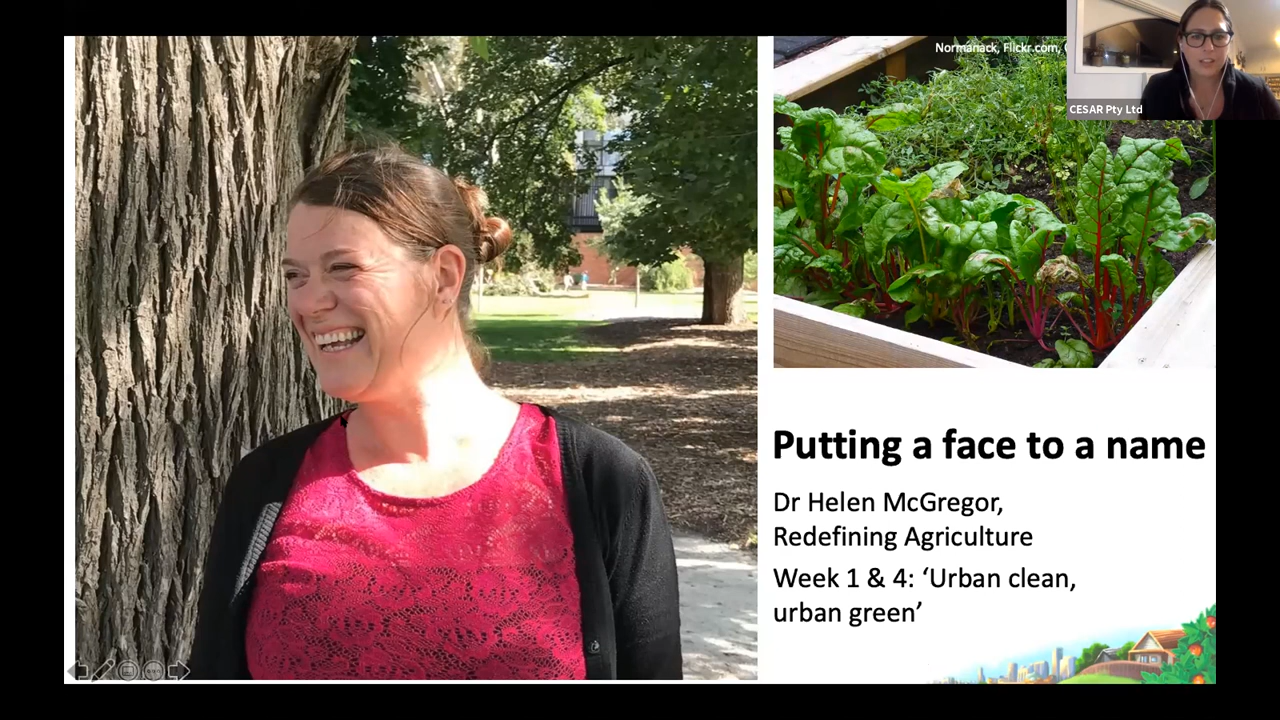 Normanack, Flickr.com,
CESAR Pty Ltd
Putting a face to a name
Dr Helen McGregor,
Redefining Agriculture
Week 1 & 4: ‘Urban clean,
urban green’